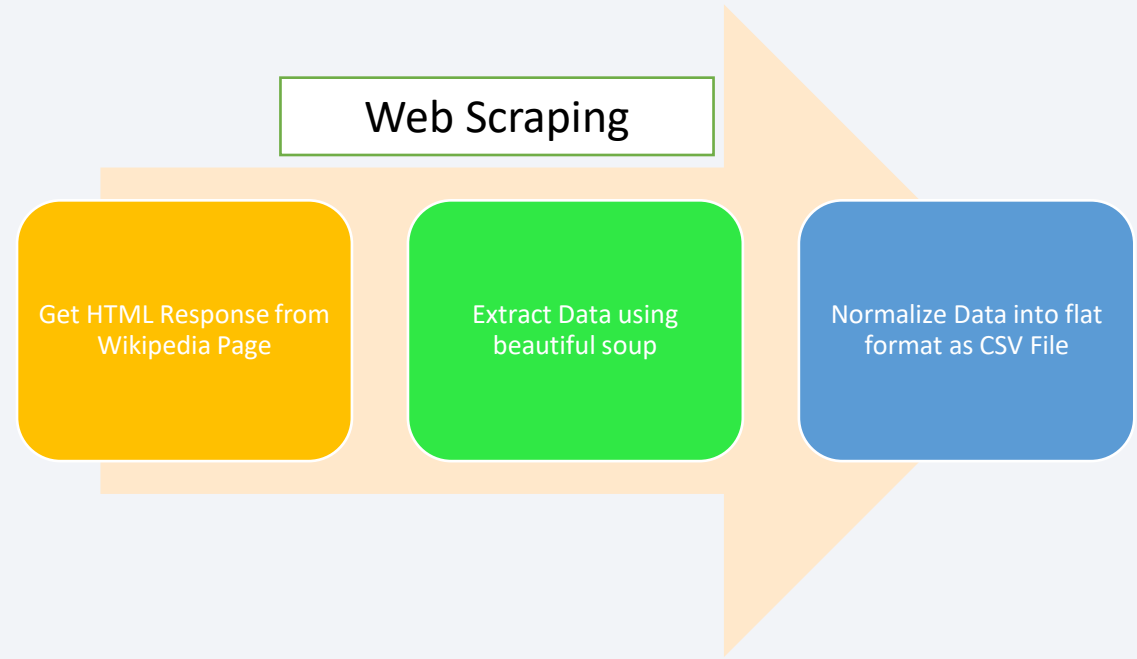 Web Scraping
Get HTML Response from
Wikipedia Page
Extract Data using
beautiful soup
Normalize Data into flat
format as CSV File